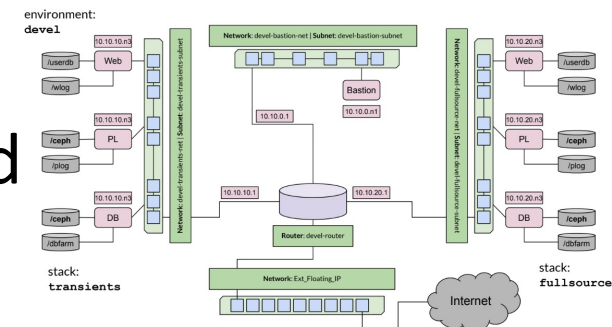 environment:
devel
d
Network: devel-bastion-net | Subnet: devel-bastion-subnet
Bastion
10.10.0.n1
10.10.0.1
10.10.10.n3
Web
/userdb
/wlog
10.10.10.n3
PL
/ceph
/plog
10.10.10.n3
DB
/ceph
/dbfarm
Network: devel-transients-net | Subnet: devel-transients-subnet
stack:
transients
10.10.10.1
10.10.20.1
Router: devel-router
Network: Ext_Floating_IP
Internet
Network: devel-fullsource-net | Subnet: devel-fullsource-subnet
10.10.20.n3
Web
/userdb
/wlog
10.10.20.n3
PL
/ceph
/plog
10.10.20.n3
DB
/ceph
/dbfarm
stack:
fullsource